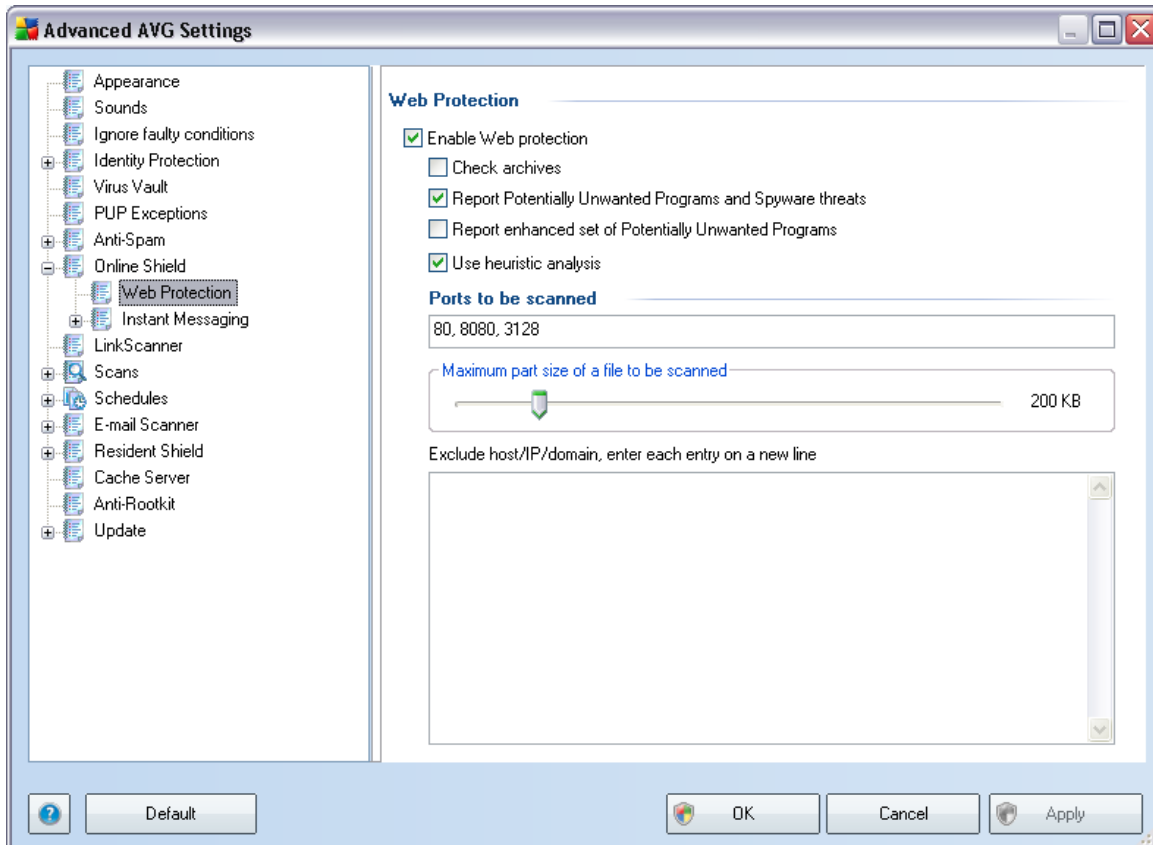 Advanced AVG Settings
Appearance
Sounds
Ignore faulty conditions
Identity Protection
Virus Vault
PUP Exceptions
Anti-Spam
Online Shield
Web Protection
Instant Messaging
LinkScanner
Scans
Schedules
E-mail Scanner
Resident Shield
Cache Server
Anti-Rootkit
Update
Web Protection
Enable Web protection
Check archives
Report Potentially Unwanted Programs and Spyware threats
Report enhanced set of Potentially Unwanted Programs
Use heuristic analysis
Ports to be scanned
80, 8080, 3128
Maximum part size of a file to be scanned
200 KB
Exclude host/IP/domain, enter each entry on a new line
? Default OK Cancel Apply